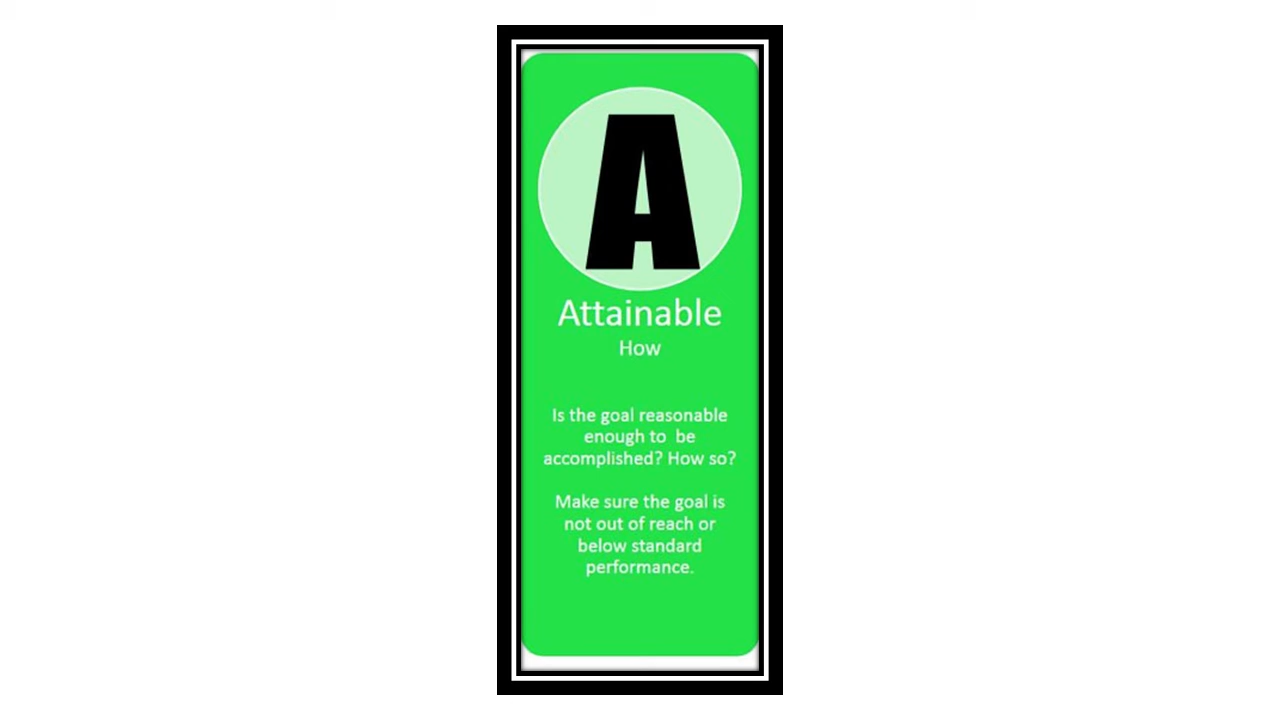 A
Attainable
How
Is the goal reasonable
enough to be
accomplished? How so?
Make sure the goal is
not out of reach or
below standard
performance.